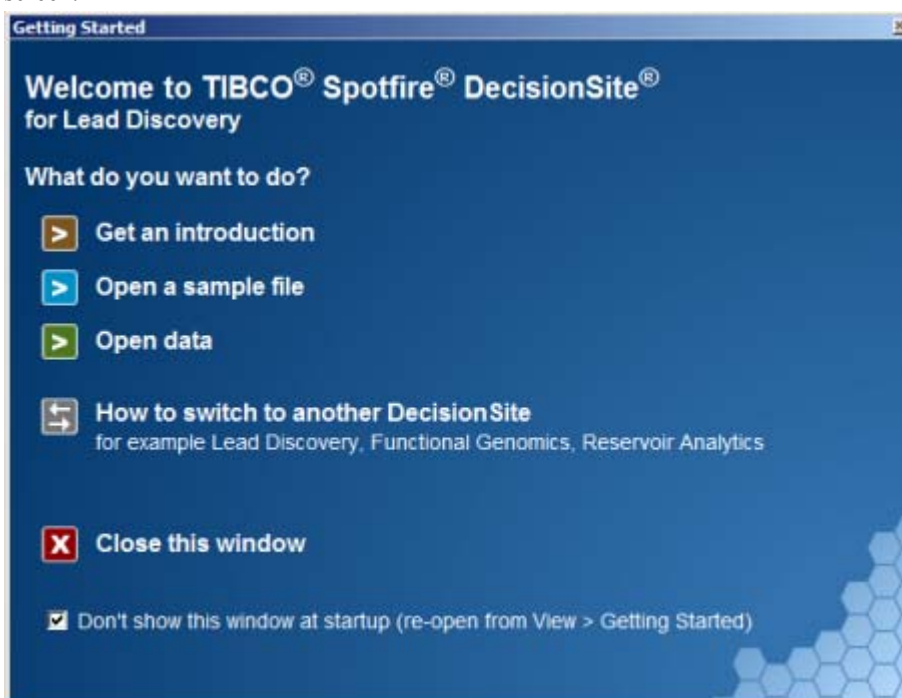 Getting Started
Welcome to TIBCO® Spotfire® DecisionSite®
for Lead Discovery
What do you want to do?
> Get an introduction
> Open a sample file
> Open data
How to switch to another DecisionSite
for example Lead Discovery, Functional Genomics, Reservoir Analytics
X Close this window
Don't show this window at startup (re-open from View > Getting Started)